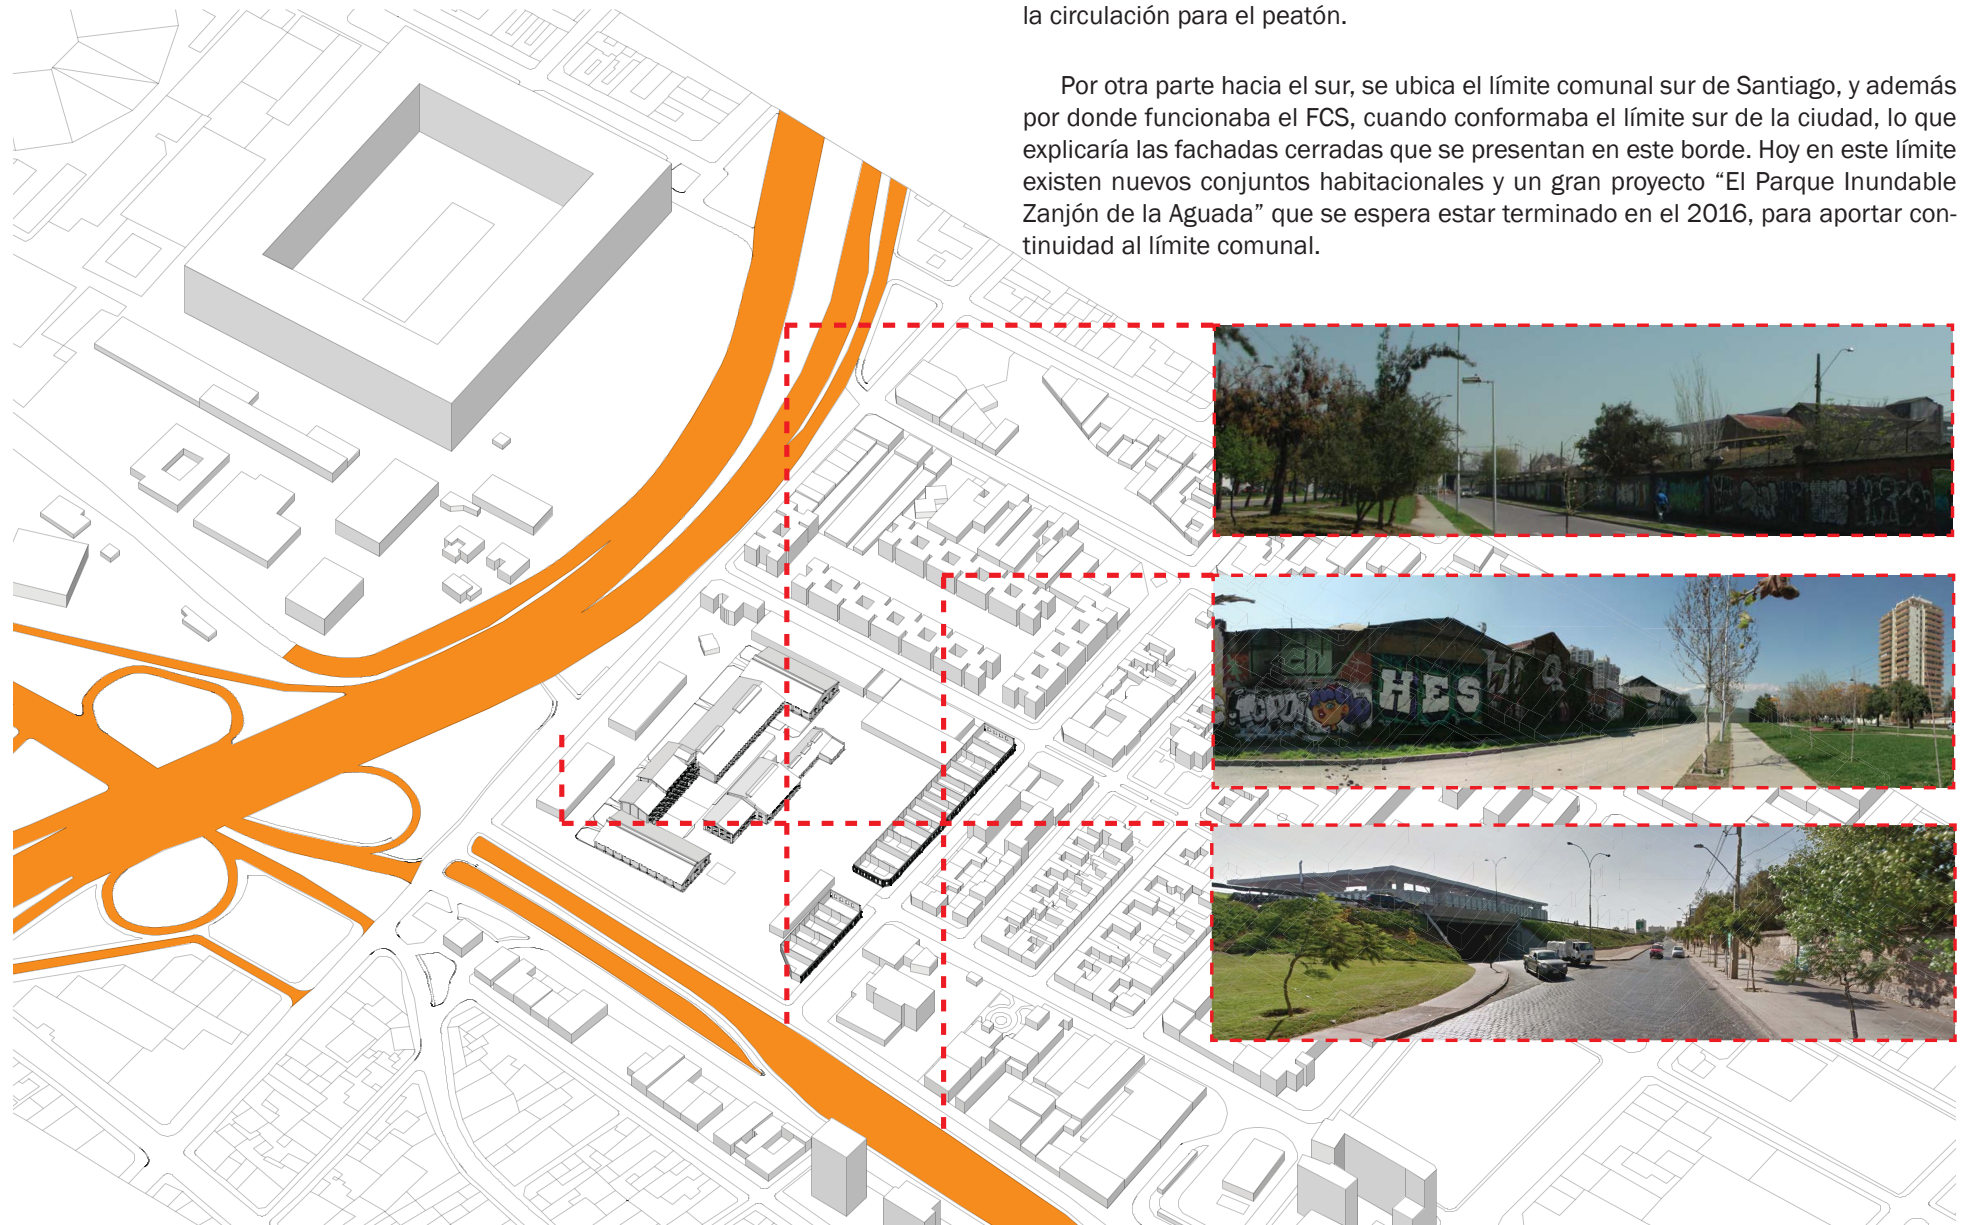 la circulación para el peatón.
Por otra parte hacia el sur, se ubica el límite comunal sur de Santiago, y además
por donde funcionaba el FCS, cuando conformaba el límite sur de la ciudad, lo que
explicaría las fachadas cerradas que se presentan en este borde. Hoy en este límite
existen nuevos conjuntos habitacionales y un gran proyecto “El Parque Inundable
Zanjón de la Aguada” que se espera estar terminado en el 2016, para aportar con-
tinuidad al límite comunal.
HES